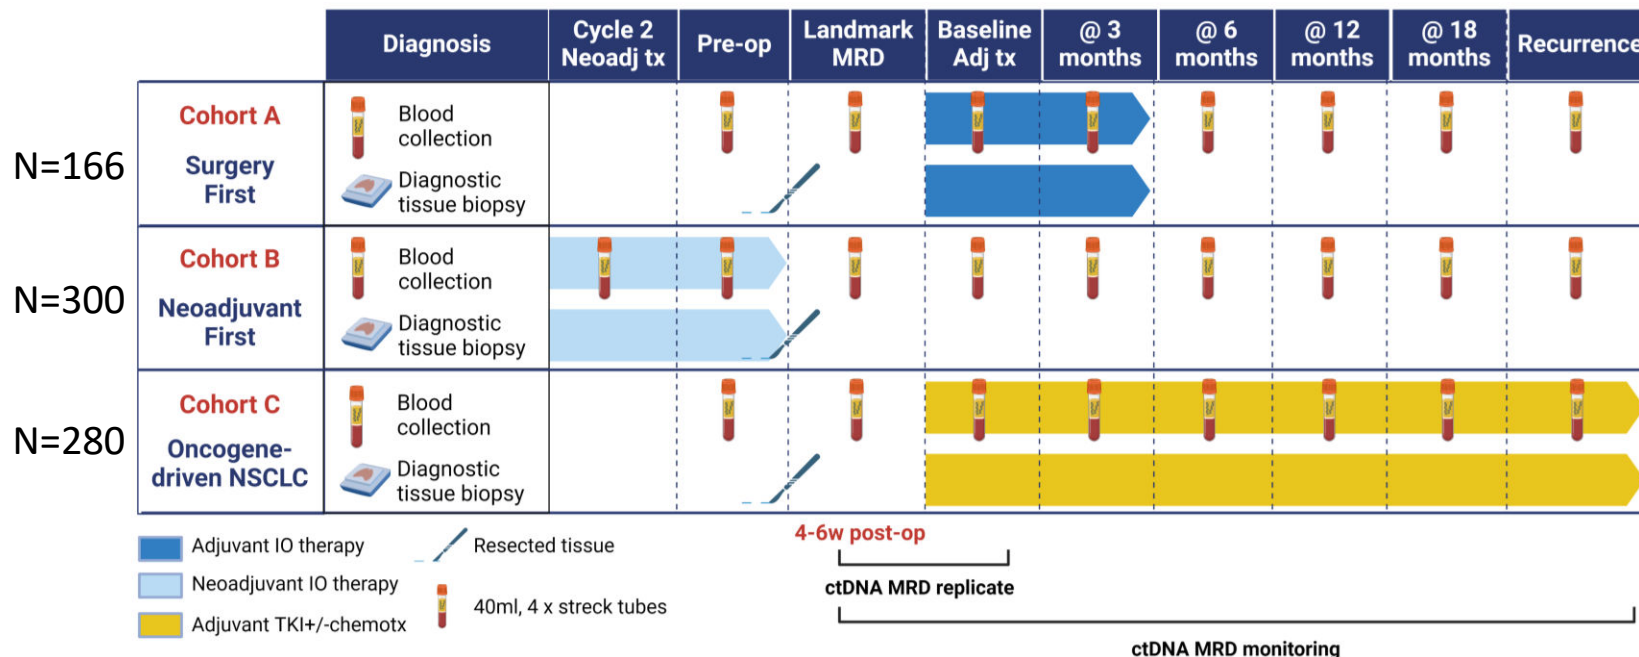 Diagnosis
Cycle 2
Neoadj tx
Pre-op
Landmark
MRD
Baseline
Adj tx
@ 3
months
@ 6
months
@ 12
months
@ 18
months
Recurrence
N=166
Cohort A
Surgery
First
Blood
collection
Diagnostic
tissue biopsy
N=300
Cohort B
Neoadjuvant
First
Blood
collection
Diagnostic
tissue biopsy
N=280
Cohort C
Oncogene-
driven NSCLC
Blood
collection
Diagnostic
tissue biopsy
Adjuvant IO therapy
Neoadjuvant IO therapy
Adjuvant TKI+/-chemotx
Resected tissue
40ml, 4 x streck tubes
4-6w post-op
ctDNA MRD replicate
ctDNA MRD monitoring